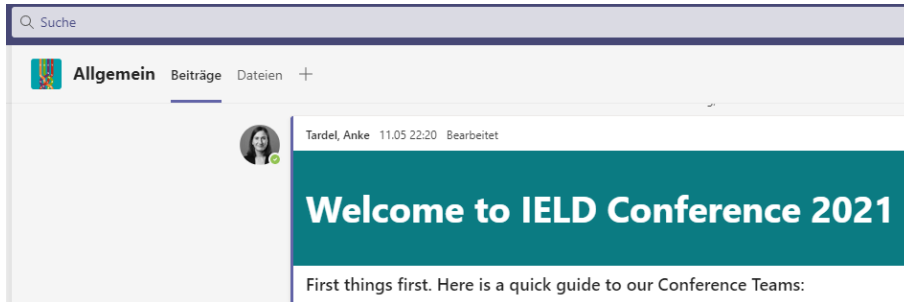 Suche
Allgemein Beiträge Dateien
Tardel, Anke 11.05 22:20 Bearbeitet
Welcome to IELD Conference 2021
First things first. Here is a quick guide to our Conference Teams: